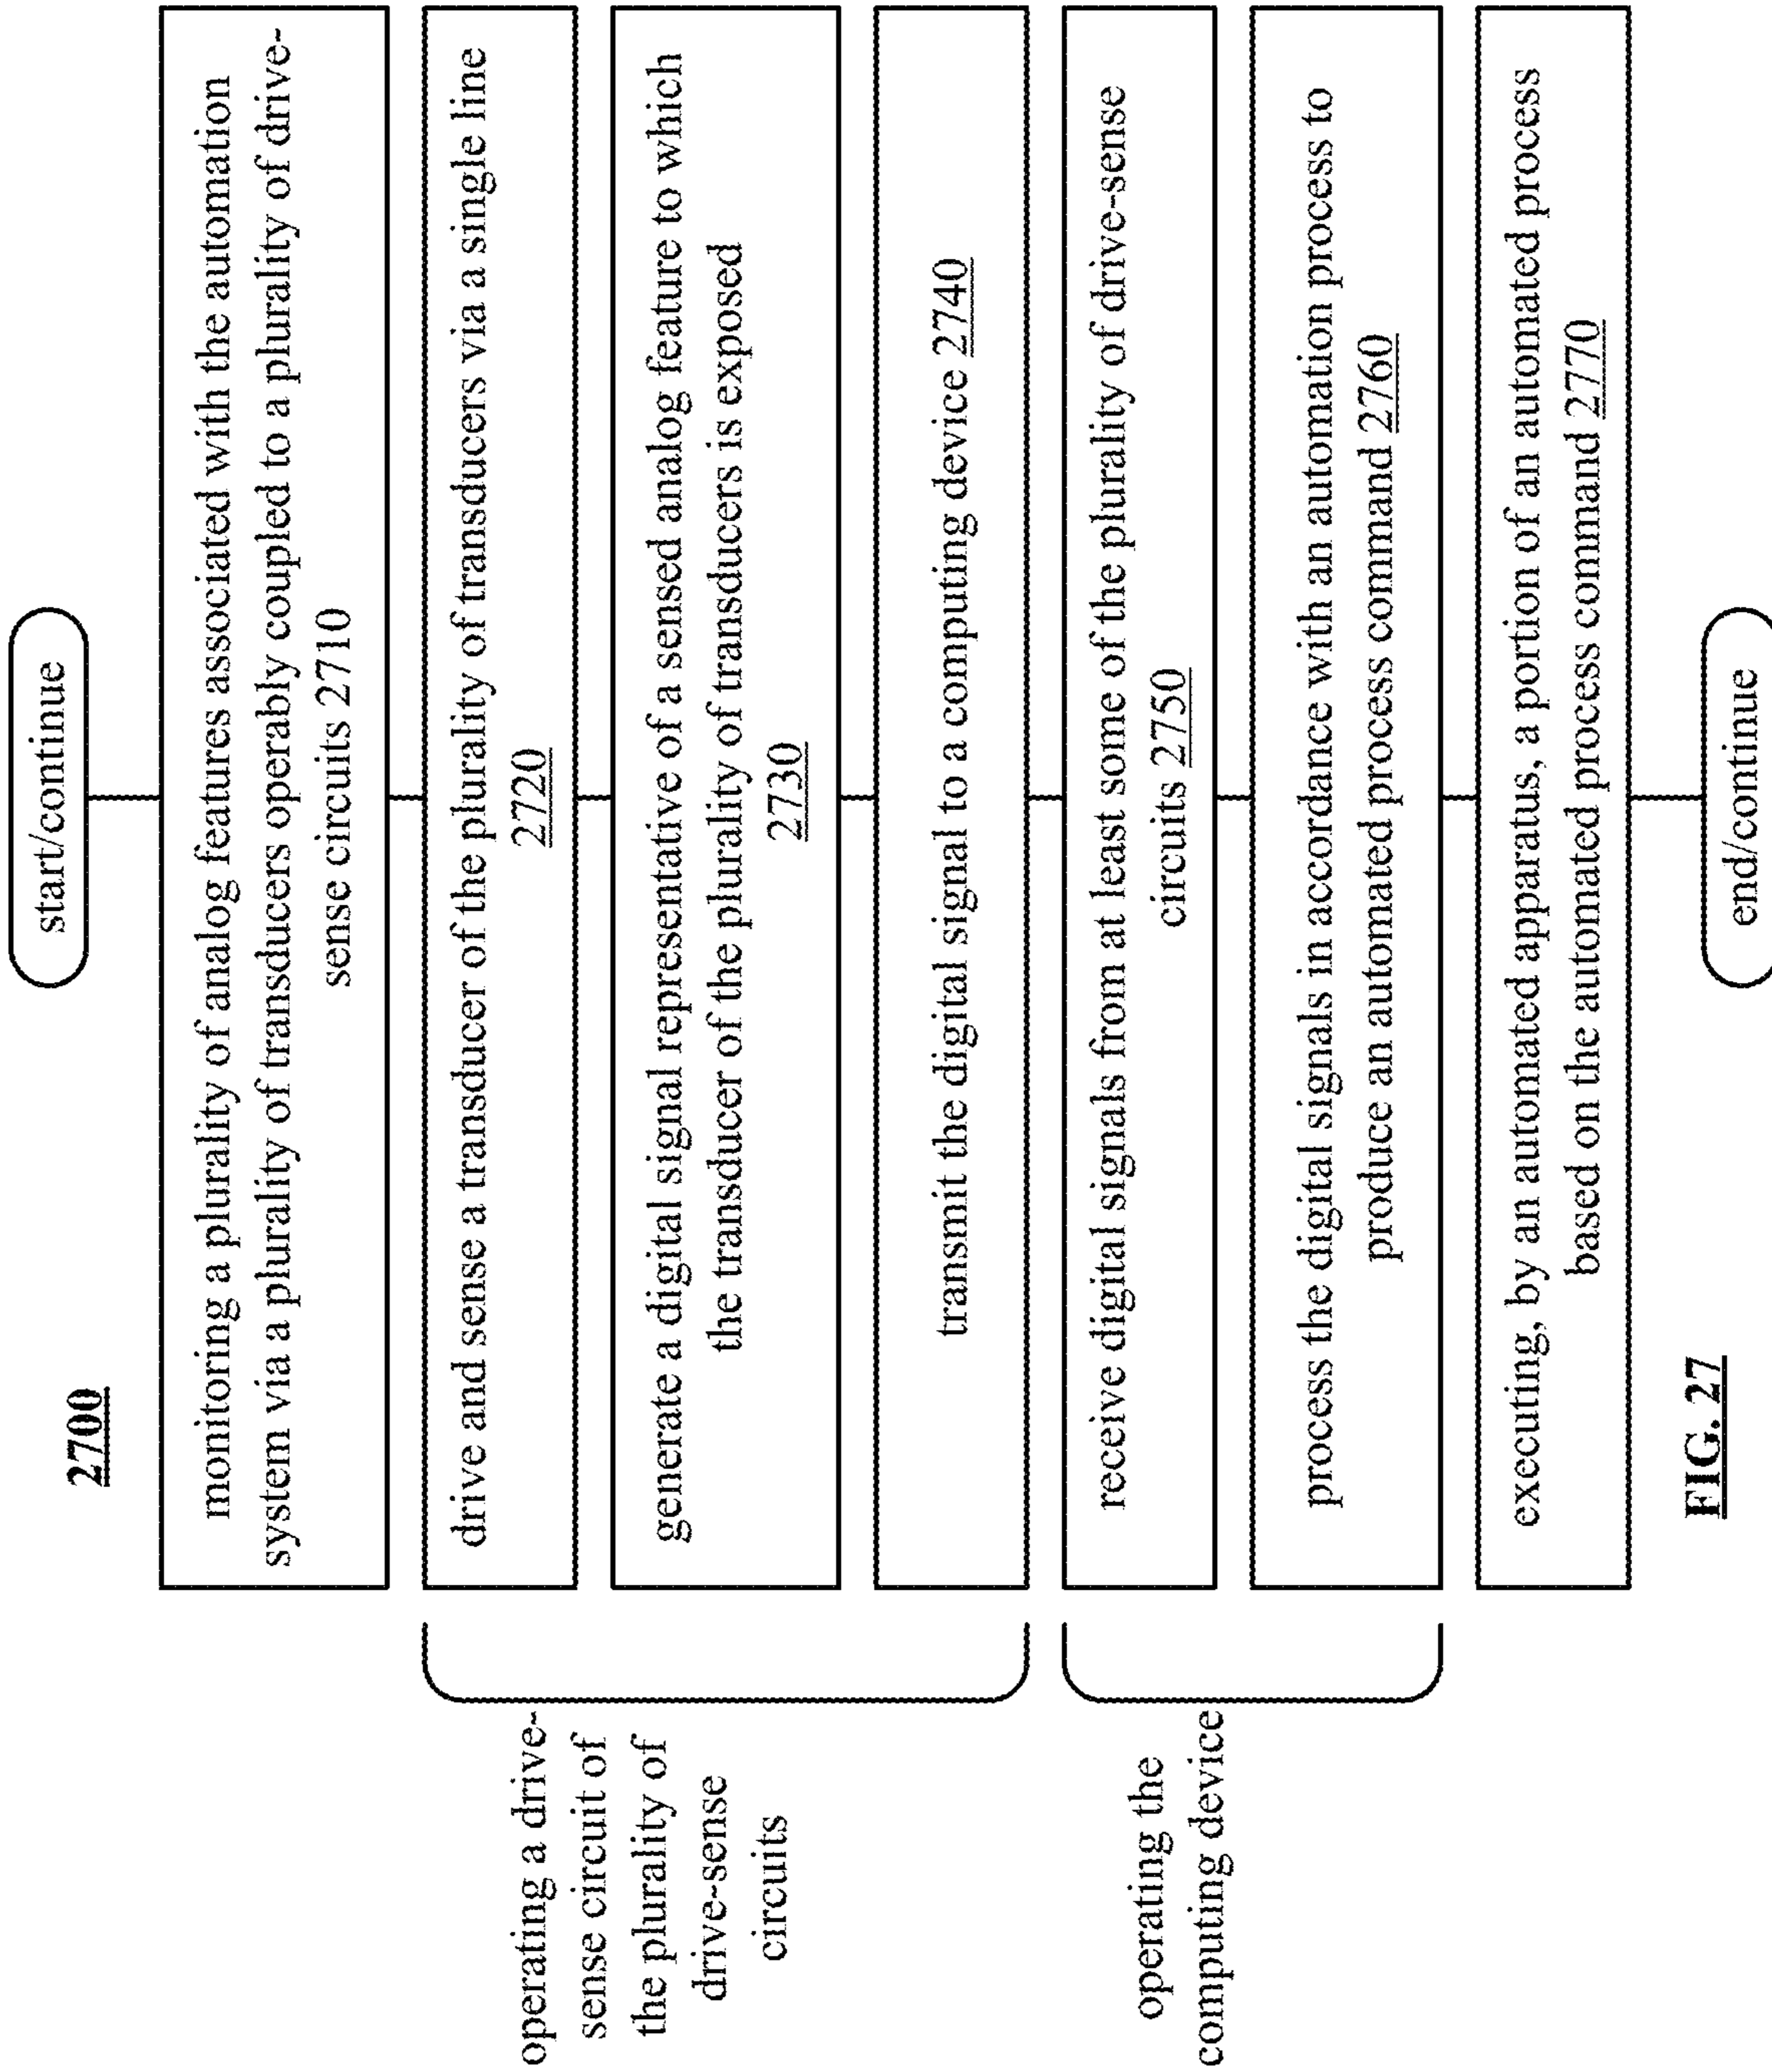 2700
start/continue
monitoring a plurality of analog features associated with the automation
system via a plurality of transducers operably coupled to a plurality of drive-
sense circuits 2710
operating a drive-
sense circuit of
the plurality of
drive-sense
circuits
drive and sense a transducer of the plurality of transducers via a single line
2720
generate a digital signal representative of a sensed analog feature to which
the transducer of the plurality of transducers is exposed
2730
transmit the digital signal to a computing device 2740
operating the
computing device
receive digital signals from at least some of the plurality of drive-sense
circuits 2750
process the digital signals in accordance with an automation process to
produce an automated process command 2760
executing, by an automated apparatus, a portion of an automated process
based on the automated process command 2770
end/continue
FIG. 27